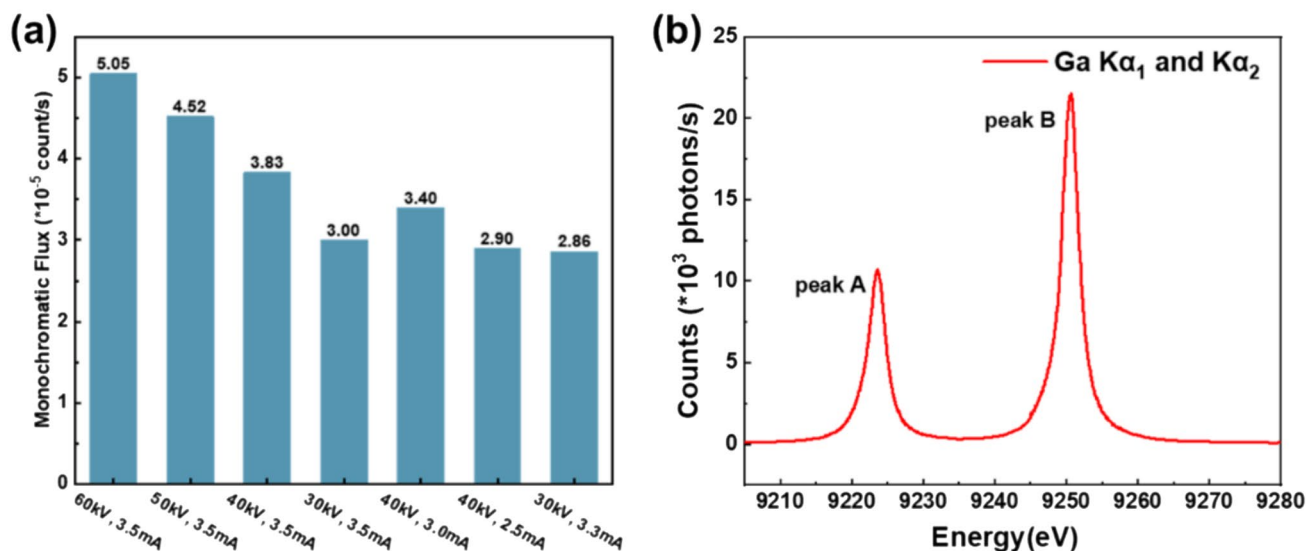 (a)
Monochromatic Flux (*10⁻⁵ count/s)
5
4
3
2
1
0
5.05
4.52
3.83
3.00
3.40
2.90
2.86
60kV, 3.5mA
50kV, 3.5mA
40kV, 3.5mA
30kV, 3.5mA
40kV, 3.0mA
40kV, 2.5mA
30kV, 3.3mA
(b)
Counts (*10³ photons/s)
25
20
15
10
5
0
Ga Kα₁ and Kα₂
peak B
peak A
9210 9220 9230 9240 9250 9260 9270 9280
Energy(eV)